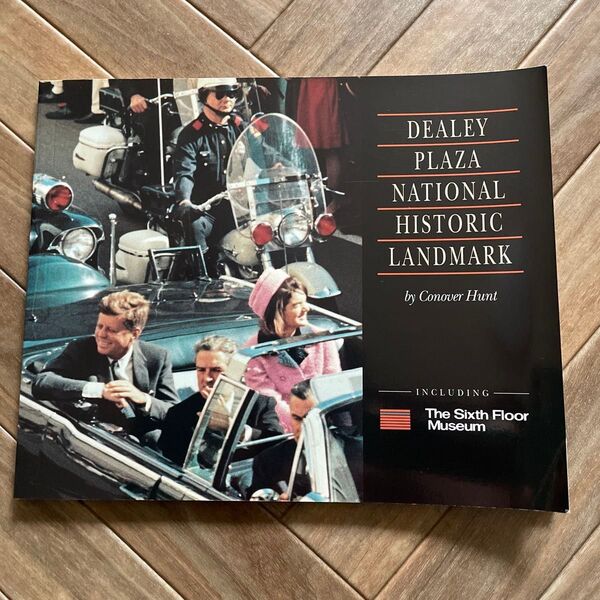 DEALEY
PLAZA
NATIONAL
HISTORIC
LANDMARK
by Conover Hunt
INCLUDING
The Sixth Floor
Museum